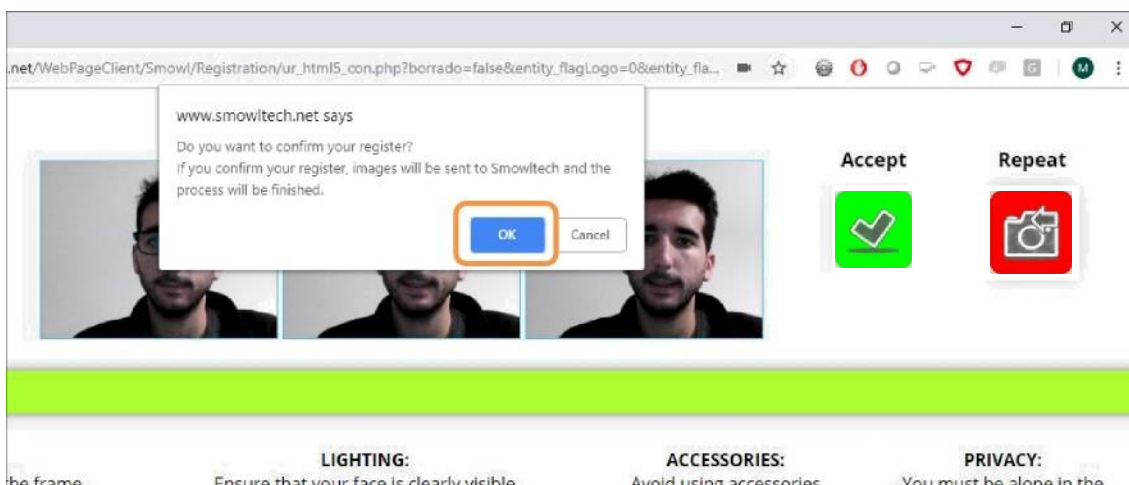 .net/WebPageClient/Smowl/Registration/ur_html5_con.php?borrado=false&entity_flagLogo=0&entity_fla...
G
M
www.smowltech.net says
Do you want to confirm your register?
If you confirm your register, images will be sent to Smowltech and the
process will be finished.
OK
Cancel
Accept
Repeat
LIGHTING:
ACCESSORIES:
PRIVACY:
the frame
Ensure that your face is clearly visible
Avoid using accessories
You must be alone in the